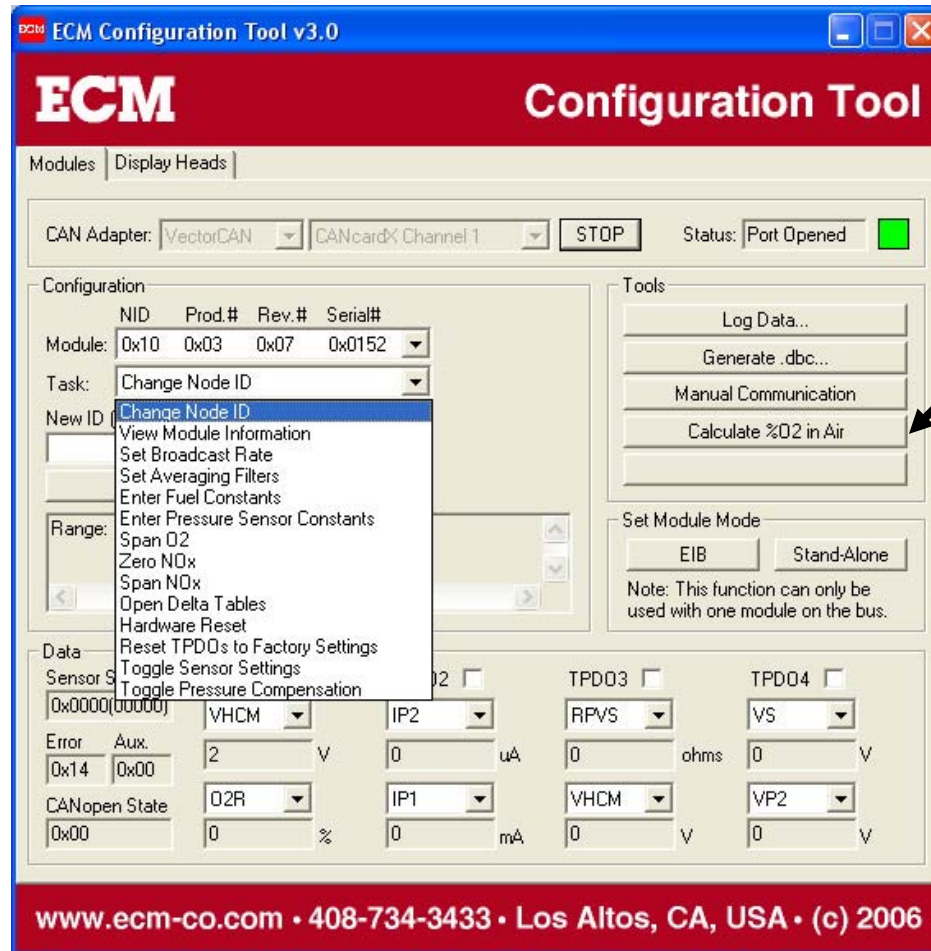 ECM ECM Configuration Tool v3.0
ECM Configuration Tool
Modules Display Heads
CAN Adapter: VectorCAN CANcardX Channel 1 STOP Status: Port Opened
Configuration
NID Prod.# Rev.# Serial#
Module: 0x10 0x03 0x07 0x0152
Task: Change Node ID
New ID (
Change Node ID
View Module Information
Set Broadcast Rate
Set Averaging Filters
Enter Fuel Constants
Enter Pressure Sensor Constants
Span O2
Zero NOx
Span NOx
Open Delta Tables
Hardware Reset
Reset TPDOs to Factory Settings
Toggle Sensor Settings
Toggle Pressure Compensation
Range:
Tools
Log Data...
Generate .dbc...
Manual Communication
Calculate %O2 in Air
Set Module Mode
EIB Stand-Alone
Note: This function can only be
used with one module on the bus.
Data
Sensor S 2 TPDO3 TPDO4
0x0000(00000) VHCM IP2 RPVS VS
Error Aux.
0x14 0x00 2 V 0 uA 0 ohms 0 V
CANopen State O2R IP1 VHCM VP2
0x00 0 % 0 mA 0 V 0 V
www.ecm-co.com • 408-734-3433 • Los Altos, CA, USA • (c) 2006